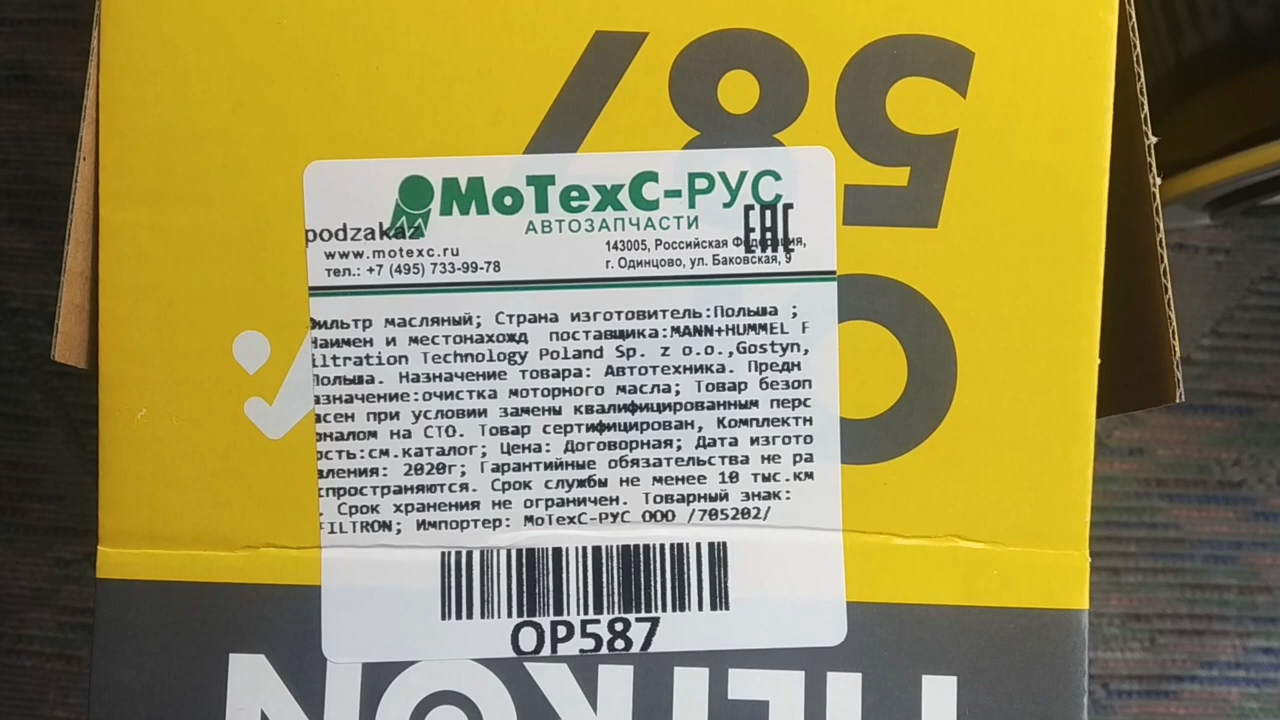 587
O
МоТехС-РУС
АВТОЗАПЧАСТИ
podzakaz
EAC
www.motexc.ru
тел.: +7 (495) 733-99-78
143005, Российская Федерация,
г. Одинцово, ул. Баковская, 9
Фильтр масляный; Страна изготовитель:Польша ;
Наимен и местонахожд поставщика:MANN+HUMMEL F
iltration Technology Poland Sp. z o.o.,Gostyn,
Польша. Назначение товара: Автотехника. Предн
азначение:очистка моторного масла; Товар безоп
асен при условии замены квалифицированным перс
оналом на СТО. Товар сертифицирован, Комплектн
ость:см.каталог; Цена: Договорная; Дата изгото
вления: 2020г; Гарантийные обязательства не ра
спространяются. Срок службы не менее 10 тыс.км
. Срок хранения не ограничен. Товарный знак:
FILTRON; Импортер: МоТехС-РУС ООО /705202/
OP587
FILTRON